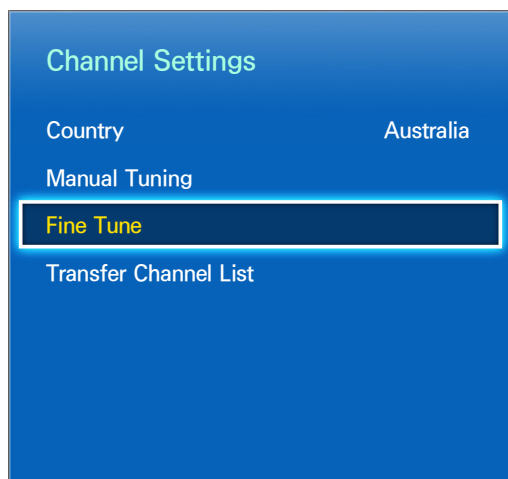 Channel Settings
Country Australia
Manual Tuning
Fine Tune
Transfer Channel List